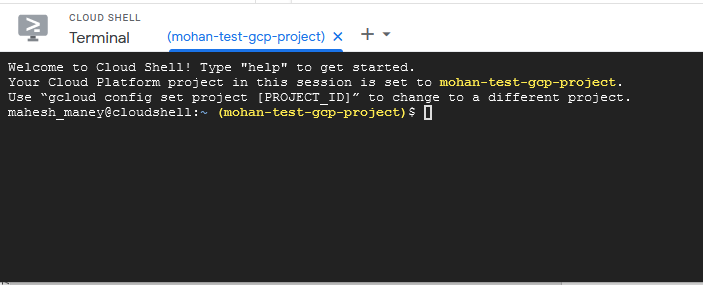 CLOUD SHELL
Terminal
(mohan-test-gcp-project)
Welcome to Cloud Shell! Type "help" to get started.
Your Cloud Platform project in this session is set to mohan-test-gcp-project.
Use “gcloud config set project [PROJECT_ID]” to change to a different project.
mahesh_maney@cloudshell:~ (mohan-test-gcp-project)$